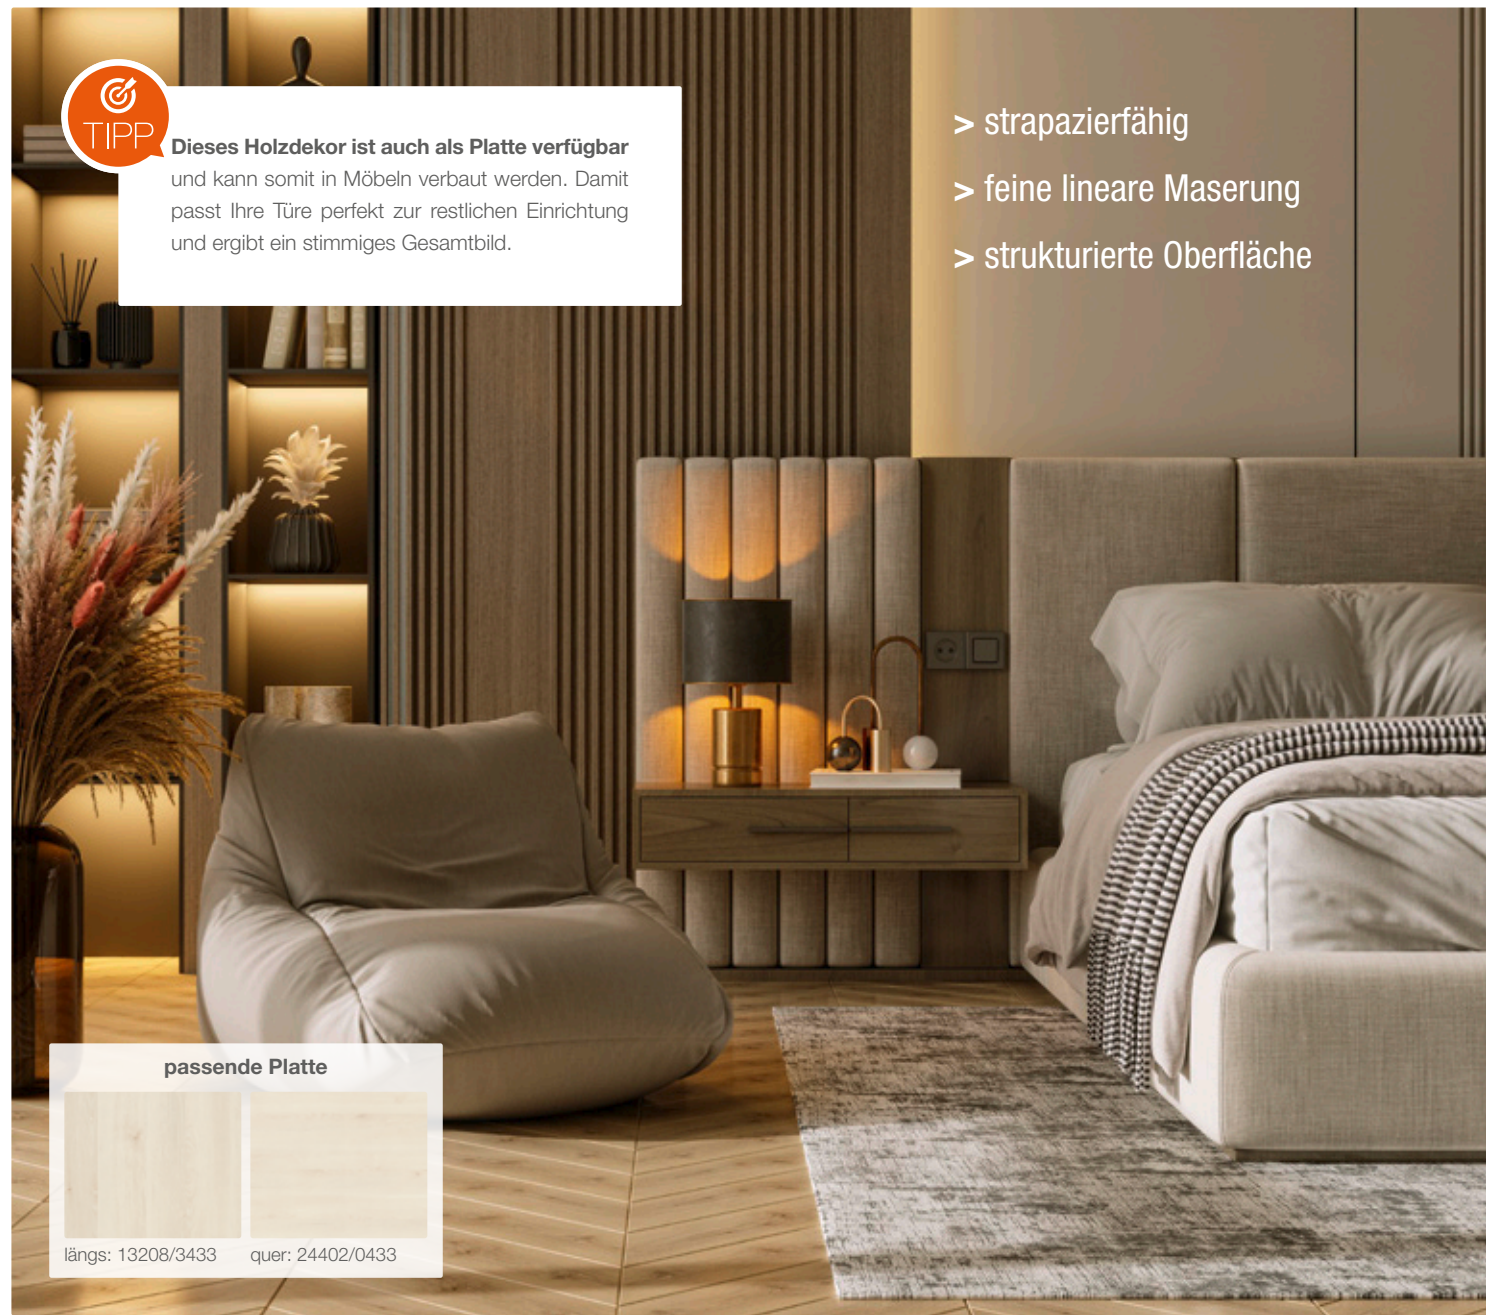 TIPP
Dieses Holzdekor ist auch als Platte verfügbar
und kann somit in Möbeln verbaut werden. Damit
passt Ihre Türe perfekt zur restlichen Einrichtung
und ergibt ein stimmiges Gesamtbild.
> strapazierfähig
> feine lineare Maserung
> strukturierte Oberfläche
passende Platte
längs: 13208/3433
quer: 24402/0433